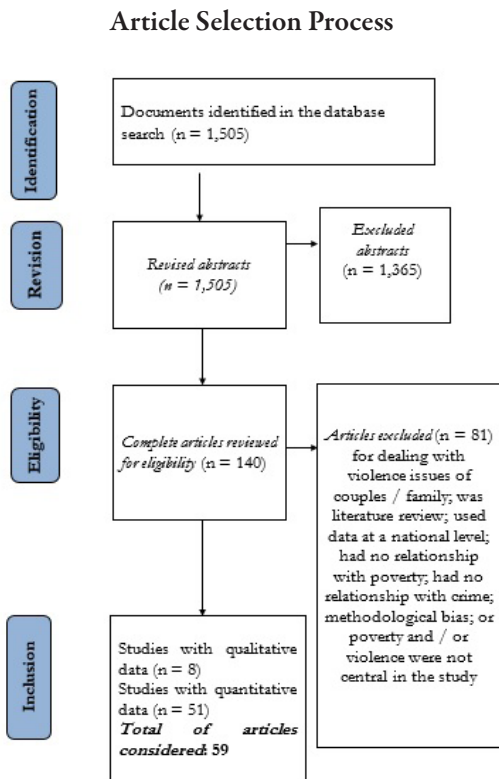 Article Selection Process
Identification
Documents identified in the database
search (n = 1,505)
Revision
Revised abstracts
(n = 1,505)
Excluded
abstracts
(n = 1,365)
Eligibility
Complete articles reviewed
for eligibility (n = 140)
Articles excluded (n = 81)
for dealing with
violence issues of
couples / family; was
literature review; used
data at a national level;
had no relationship
with poverty; had no
relationship with crime;
methodological bias; or
poverty and / or
violence were not
central in the study
Inclusion
Studies with qualitative
data (n = 8)
Studies with quantitative
data (n = 51)
Total of articles
considered: 59